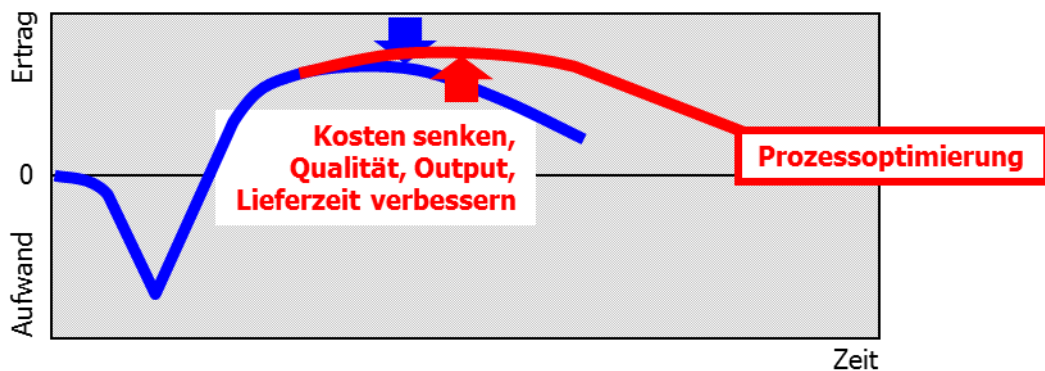 Ertrag
0
Aufwand
Kosten senken,
Qualität, Output,
Lieferzeit verbessern
Prozessoptimierung
Zeit